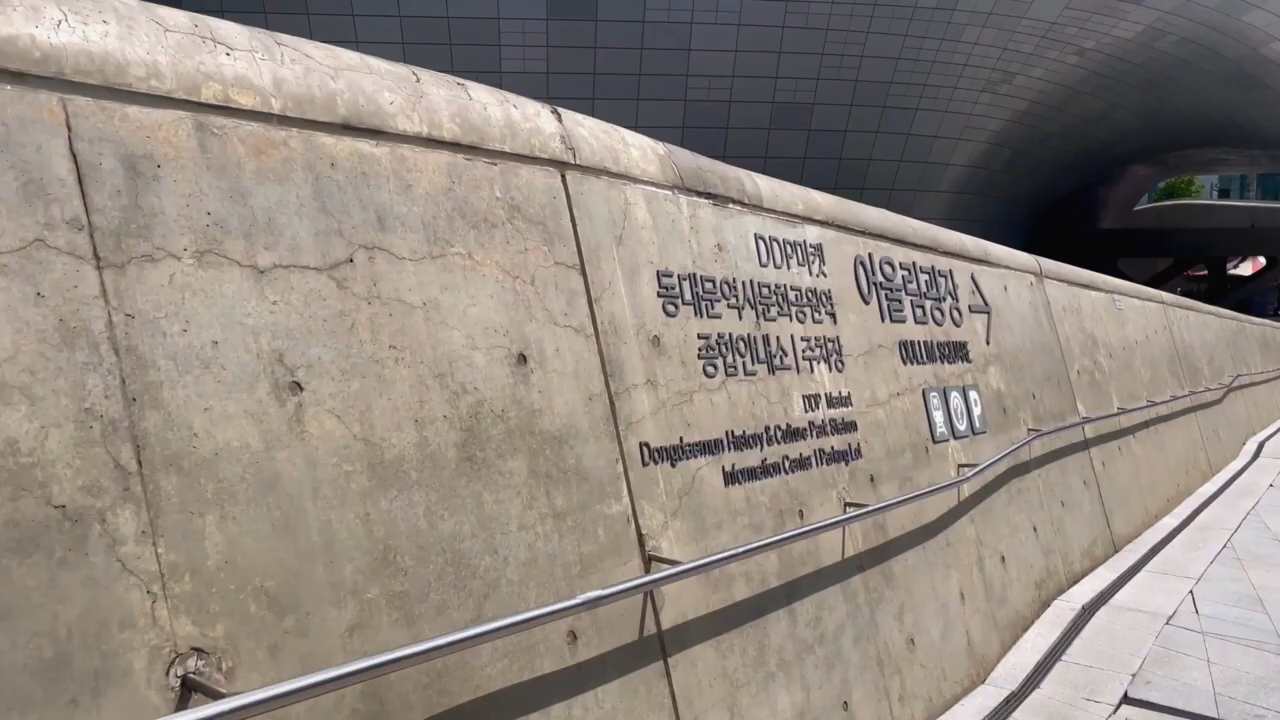 DDP마켓
동대문역사문화공원역
종합안내소 | 주차장
DDP Market
Dongdaemun History & Culture Park Station
Information Center | Parking Lot
어울림광장 →
OULLIM SQUARE
? P